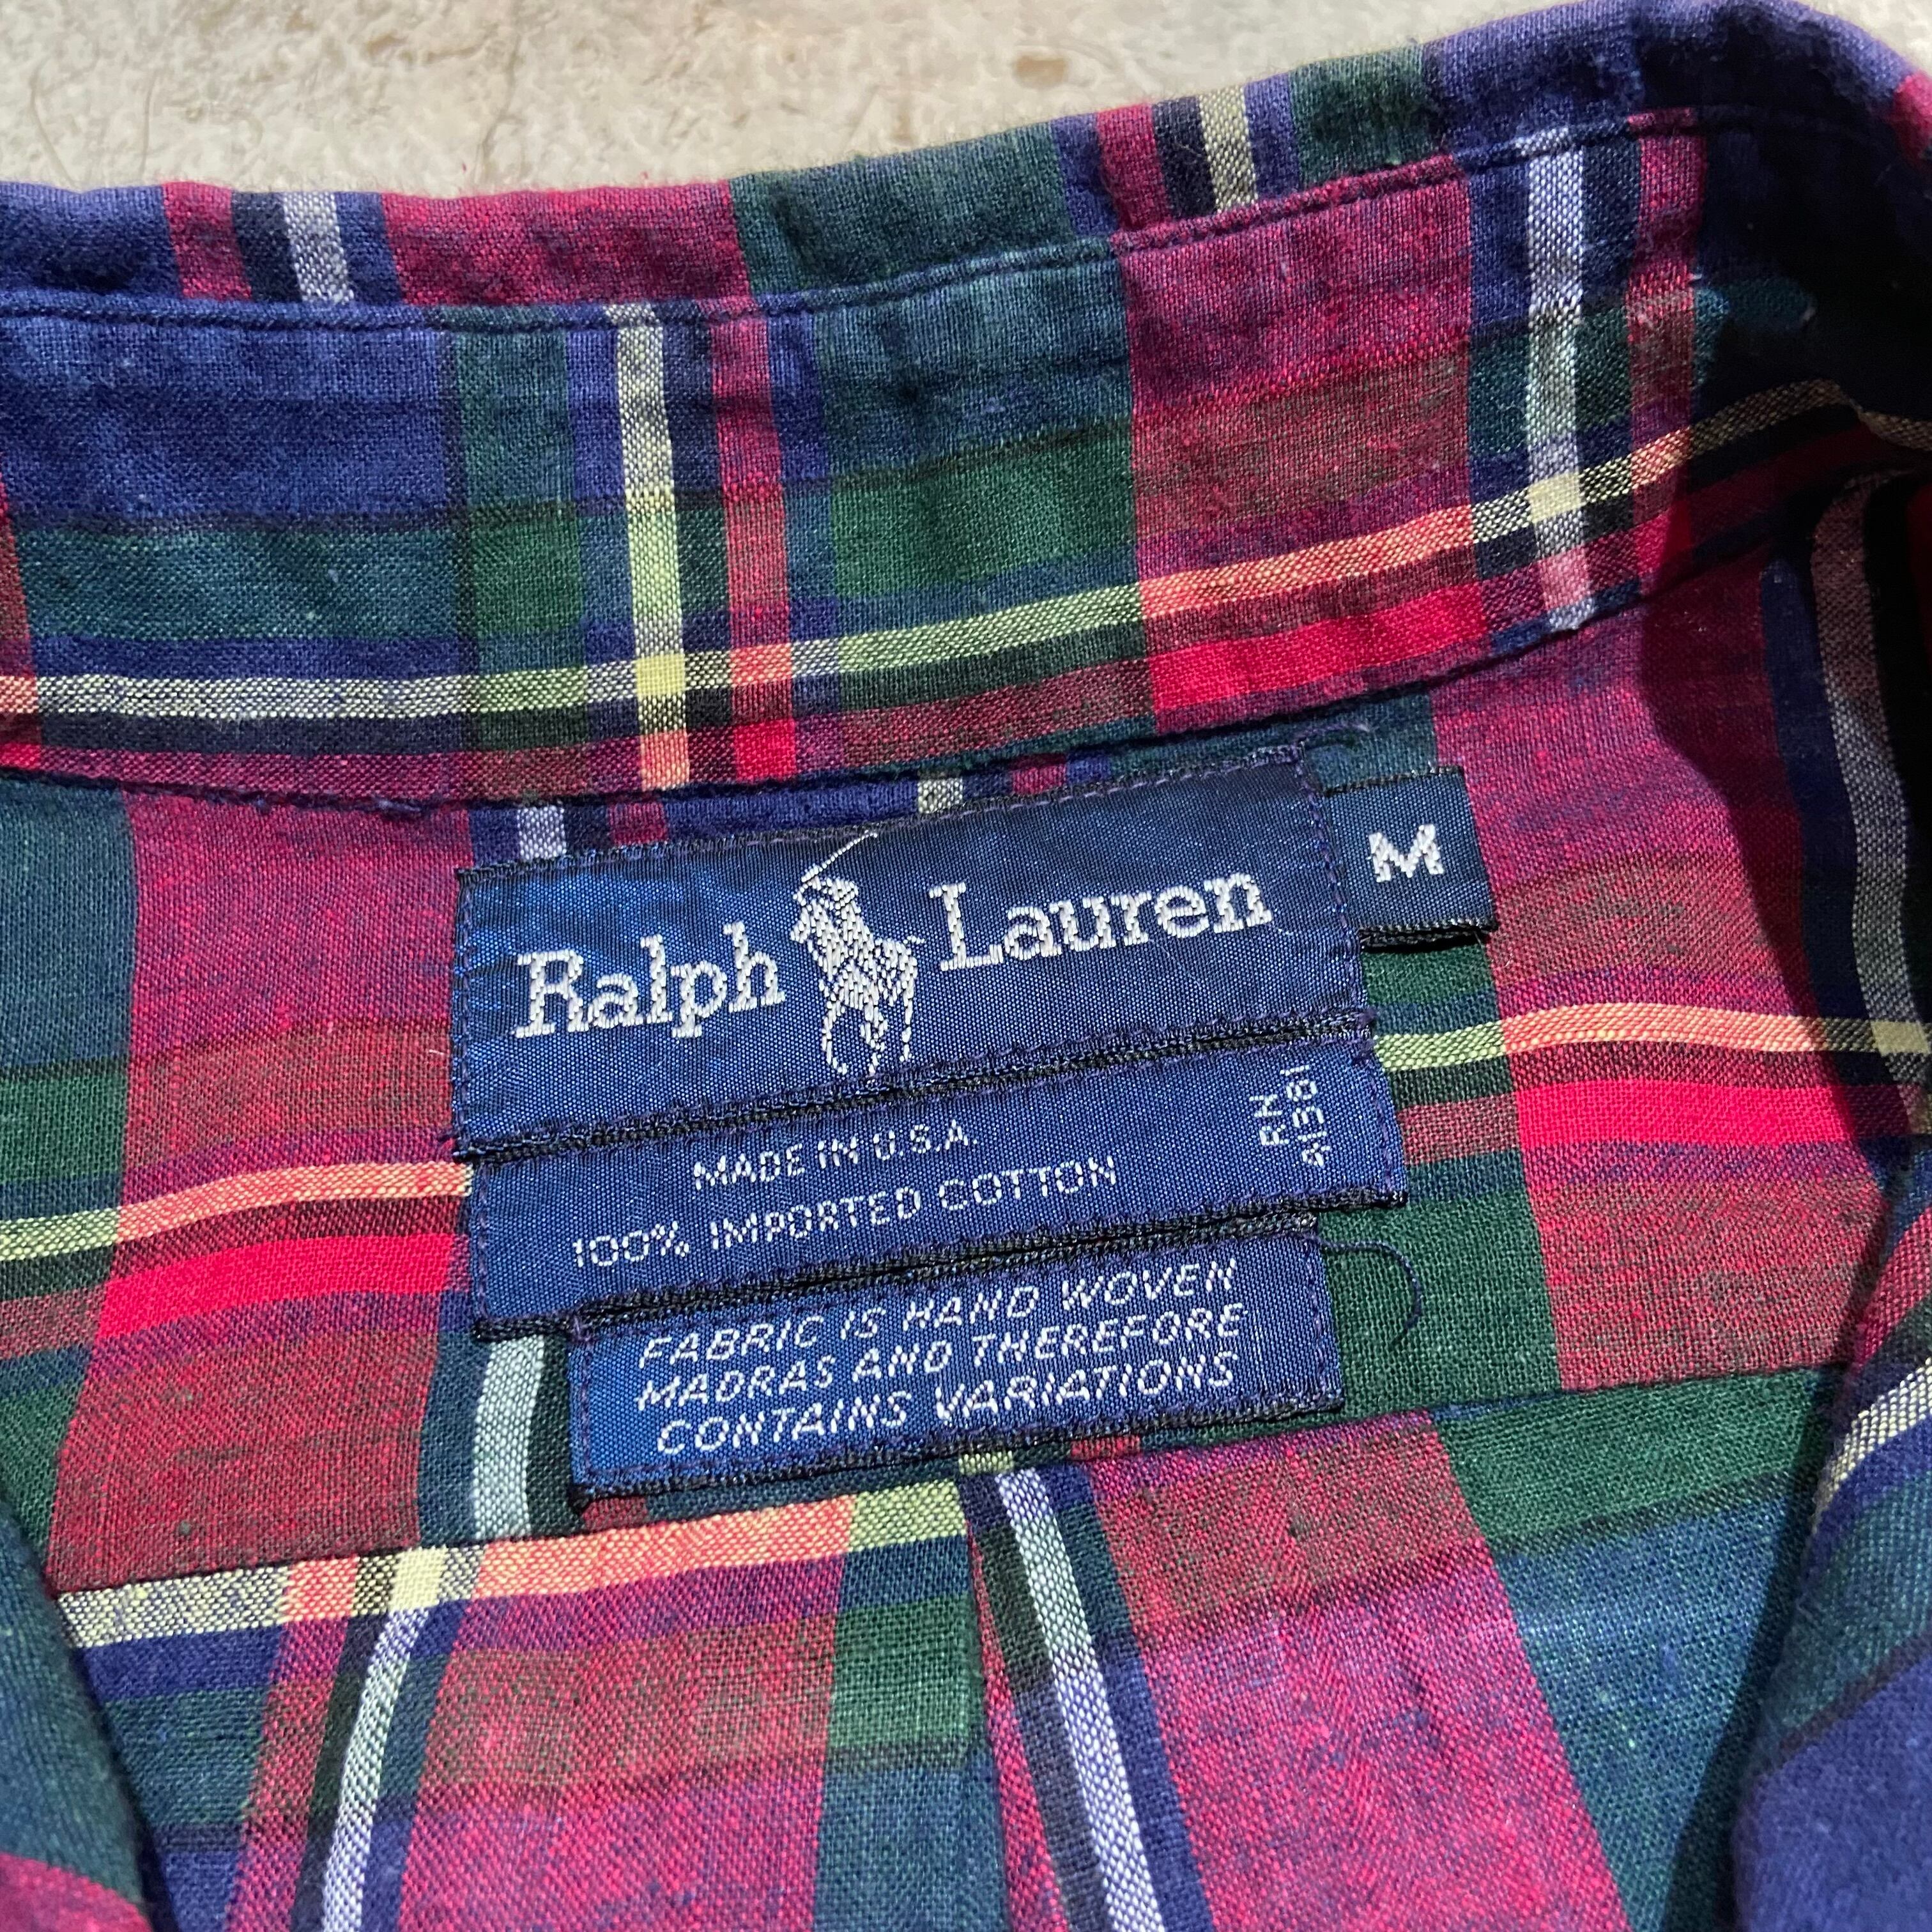 Ralph Lauren
M
MADE IN U.S.A.
100% IMPORTED COTTON
RN
41381
FABRIC IS HAND WOVEN
MADRAS AND THEREFORE
CONTAINS VARIATIONS